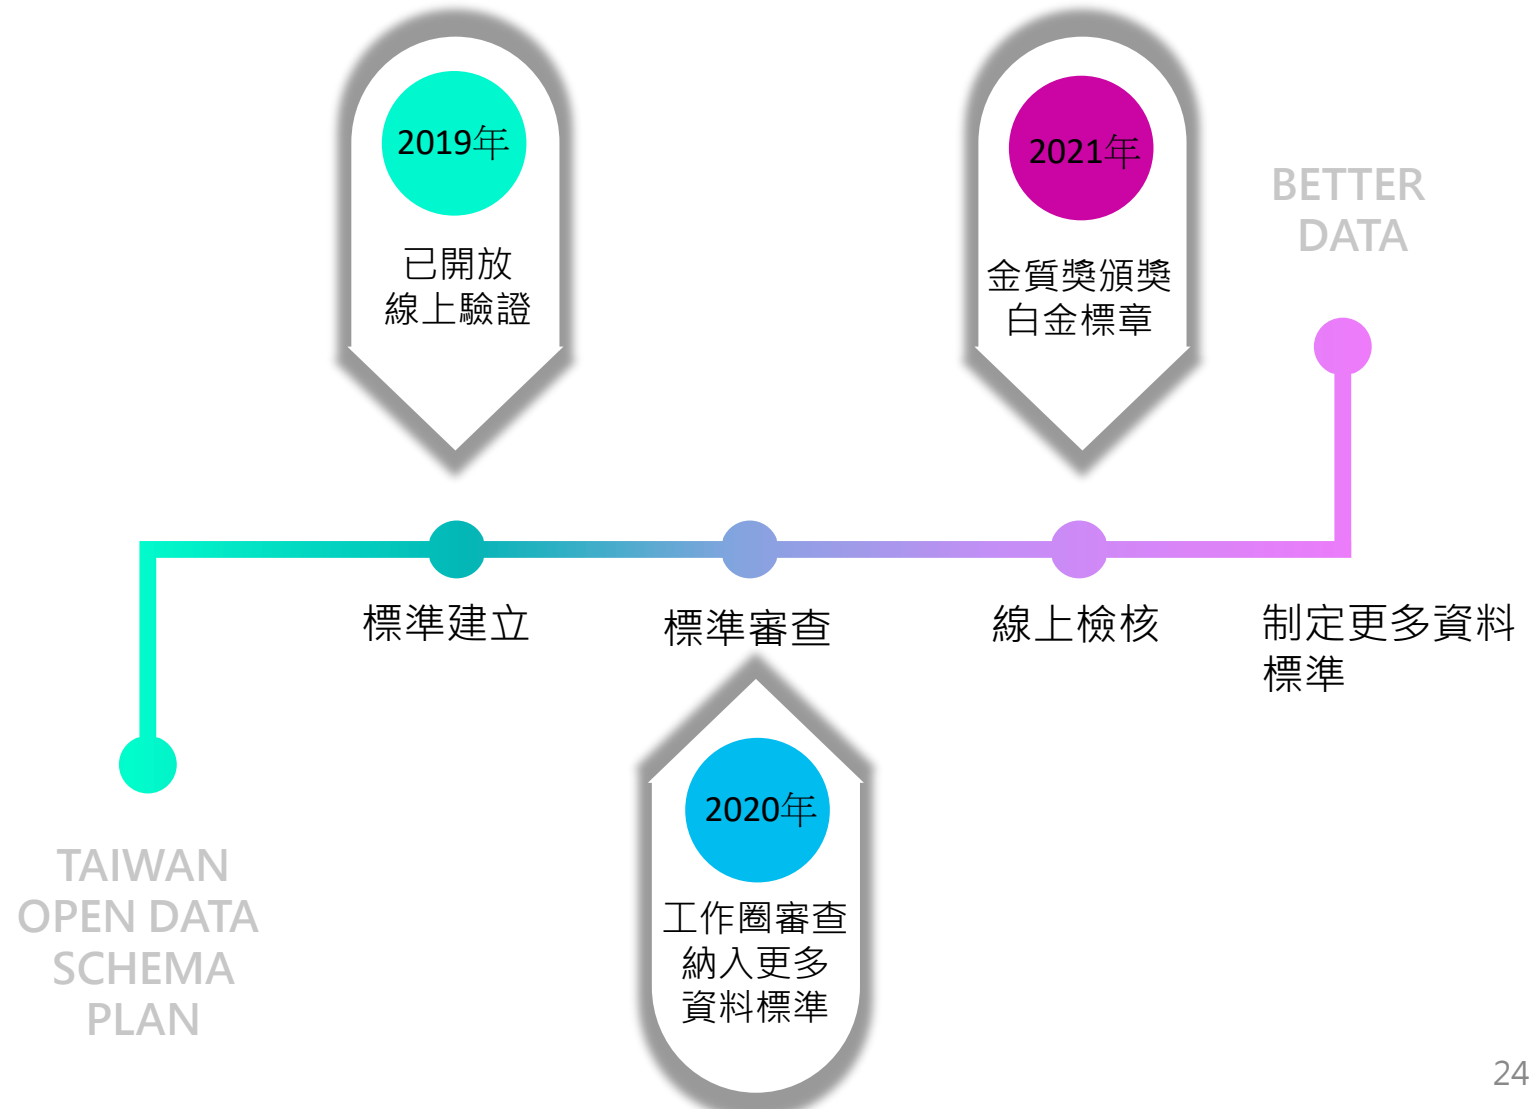 2019年
已開放
線上驗證
2021年
金質獎頒獎
白金標章
BETTER
DATA
標準建立
標準審查
線上檢核
制定更多資料
標準
2020年
工作圈審查
納入更多
資料標準
TAIWAN
OPEN DATA
SCHEMA
PLAN
24